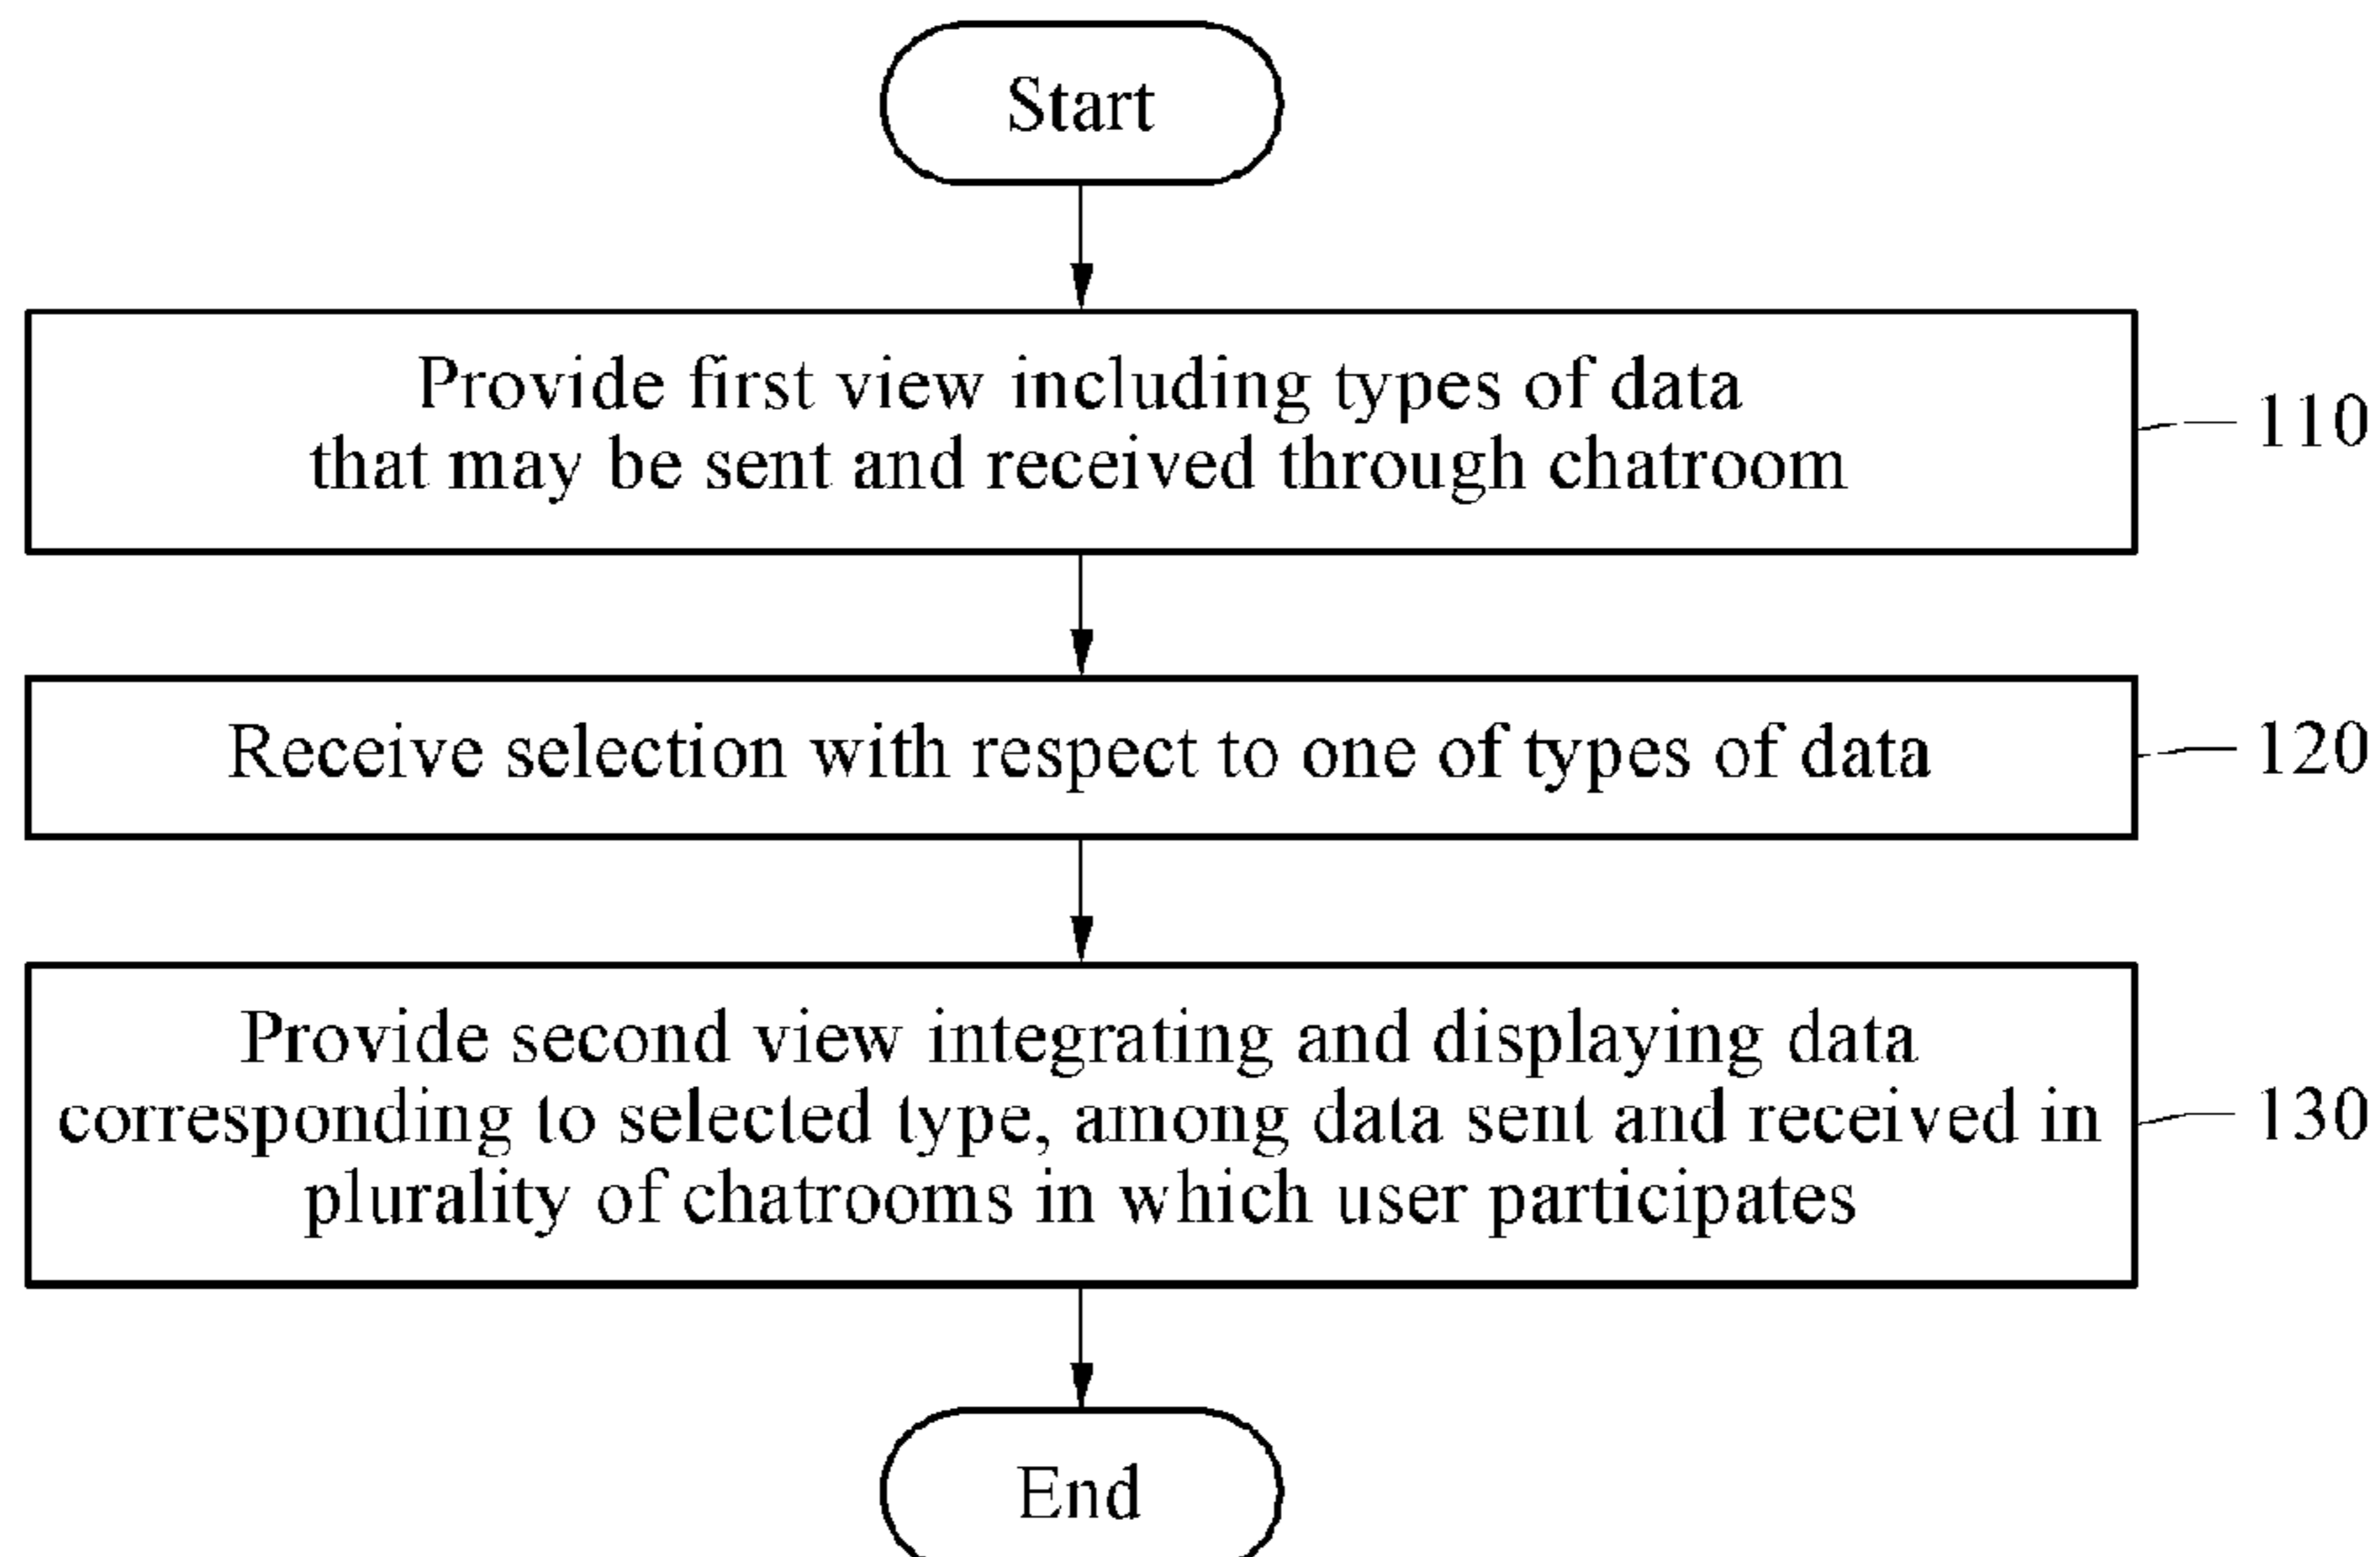 Start
Provide first view including types of data
that may be sent and received through chatroom
110
Receive selection with respect to one of types of data
120
Provide second view integrating and displaying data
corresponding to selected type, among data sent and received in
plurality of chatrooms in which user participates
130
End